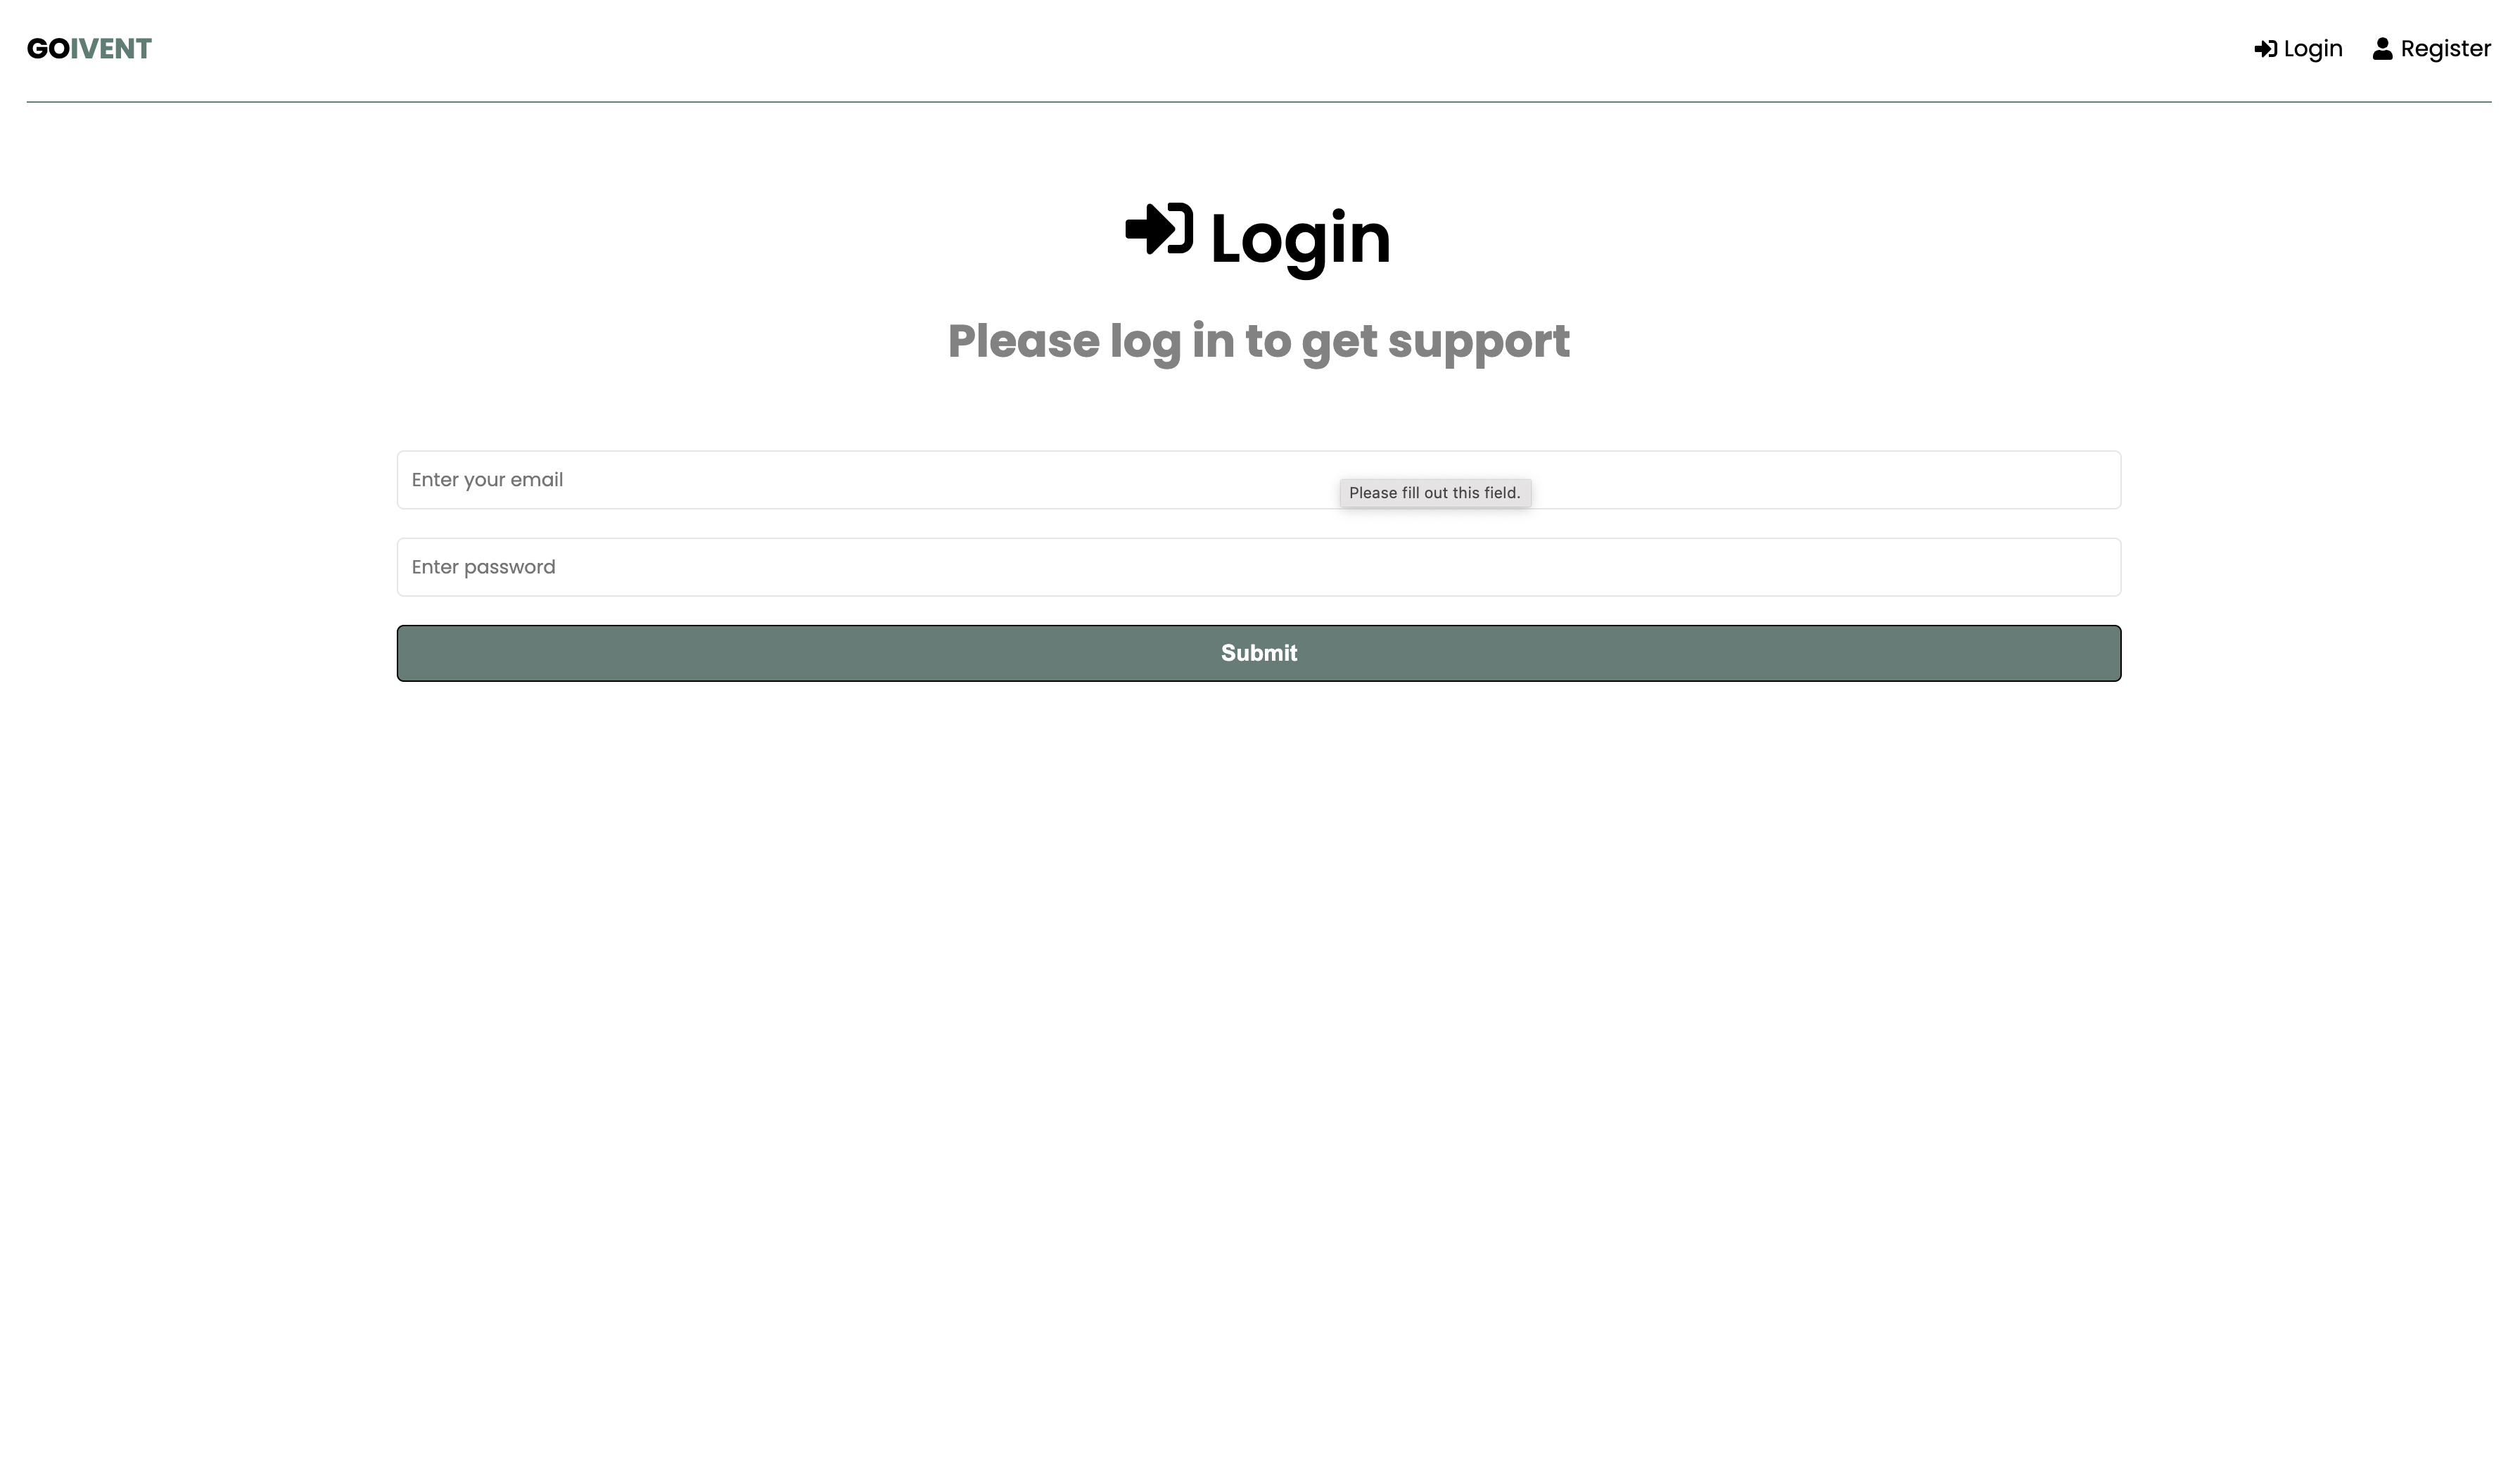 GOIVENT
Login
Register
Login
Please log in to get support
Enter your email
Please fill out this field.
Enter password
Submit